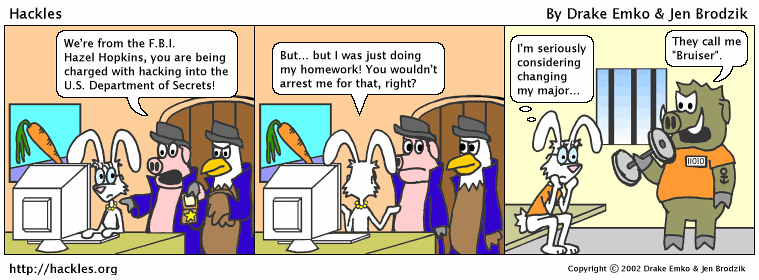 Hackles
By Drake Emko & Jen Brodzik
We're from the F.B.I.
Hazel Hopkins, you are being
charged with hacking into the
U.S. Department of Secrets!
But... but I was just doing
my homework! You wouldn't
arrest me for that, right?
I'm seriously
considering
changing
my major...
They call me
"Bruiser".
11010
http://hackles.org
Copyright © 2002 Drake Emko & Jen Brodzik